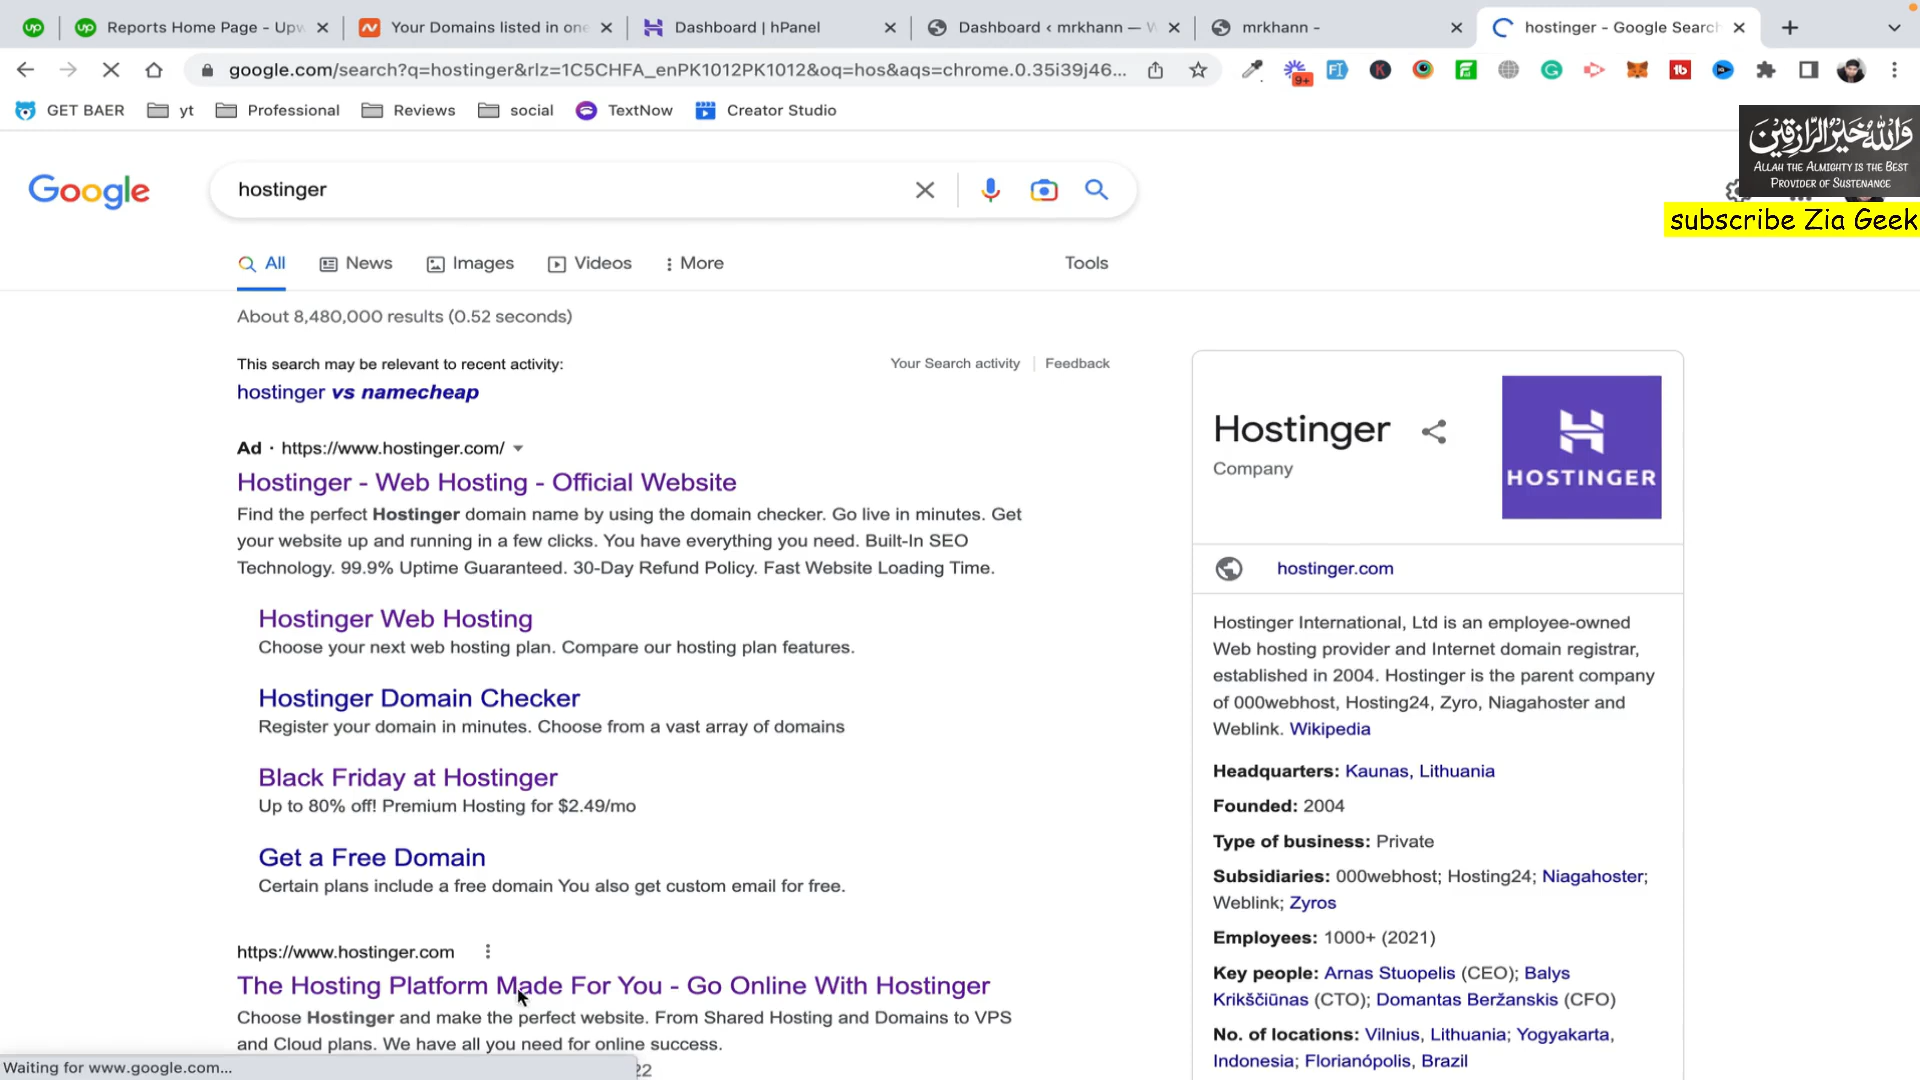 Reports Home Page - Upw
Your Domains listed in one
Dashboard | hPanel
Dashboard ‹ mrkhann — W
mrkhann -
hostinger - Google Search
google.com/search?q=hostinger&rlz=1C5CHFA_enPK1012PK1012&oq=hos&aqs=chrome.0.35i39j46...
GET BAER
yt
Professional
Reviews
social
TextNow
Creator Studio
وَاللَّهُ خَيْرُ الرَّازِقِينَ
ALLAH THE ALMIGHTY IS THE BEST
PROVIDER OF SUSTENANCE
subscribe Zia Geek
Google
hostinger
All
News
Images
Videos
More
Tools
About 8,480,000 results (0.52 seconds)
This search may be relevant to recent activity:
Your Search activity
Feedback
hostinger vs namecheap
Ad · https://www.hostinger.com/
Hostinger - Web Hosting - Official Website
Find the perfect Hostinger domain name by using the domain checker. Go live in minutes. Get
your website up and running in a few clicks. You have everything you need. Built-In SEO
Technology. 99.9% Uptime Guaranteed. 30-Day Refund Policy. Fast Website Loading Time.
Hostinger Web Hosting
Choose your next web hosting plan. Compare our hosting plan features.
Hostinger Domain Checker
Register your domain in minutes. Choose from a vast array of domains
Black Friday at Hostinger
Up to 80% off! Premium Hosting for $2.49/mo
Get a Free Domain
Certain plans include a free domain You also get custom email for free.
https://www.hostinger.com
The Hosting Platform Made For You - Go Online With Hostinger
Choose Hostinger and make the perfect website. From Shared Hosting and Domains to VPS
and Cloud plans. We have all you need for online success.
22
Waiting for www.google.com...
Hostinger
Company
HOSTINGER
hostinger.com
Hostinger International, Ltd is an employee-owned
Web hosting provider and Internet domain registrar,
established in 2004. Hostinger is the parent company
of 000webhost, Hosting24, Zyro, Niagahoster and
Weblink. Wikipedia
Headquarters: Kaunas, Lithuania
Founded: 2004
Type of business: Private
Subsidiaries: 000webhost; Hosting24; Niagahoster;
Weblink; Zyros
Employees: 1000+ (2021)
Key people: Arnas Stuopelis (CEO); Balys
Krikščiūnas (CTO); Domantas Beržanskis (CFO)
No. of locations: Vilnius, Lithuania; Yogyakarta,
Indonesia; Florianópolis, Brazil